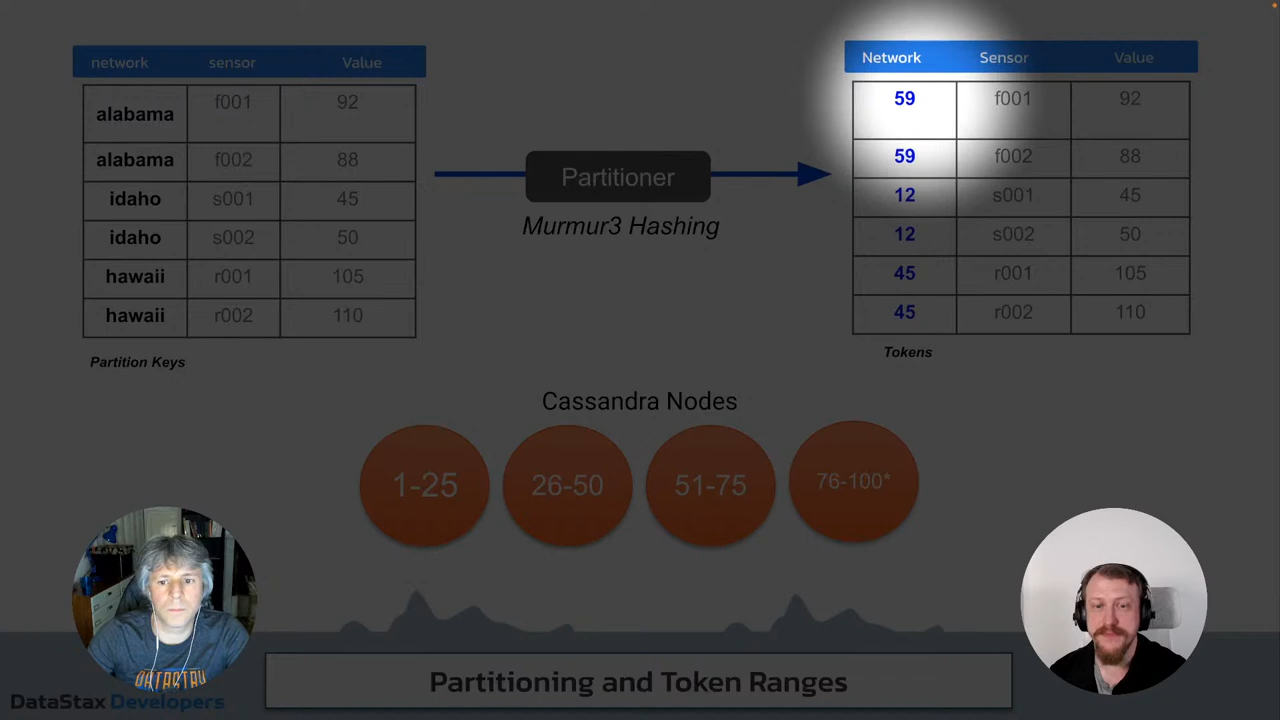 network sensor Value
alabama f001 92
alabama f002 88
idaho s001 45
idaho s002 50
hawaii r001 105
hawaii r002 110
Partition Keys
Partitioner
Murmur3 Hashing
Network Sensor Value
59 f001 92
59 f002 88
12 s001 45
12 s002 50
45 r001 105
45 r002 110
Tokens
Cassandra Nodes
1-25 26-50 51-75 76-100*
DATASTAX
Partitioning and Token Ranges
DataStax Developers